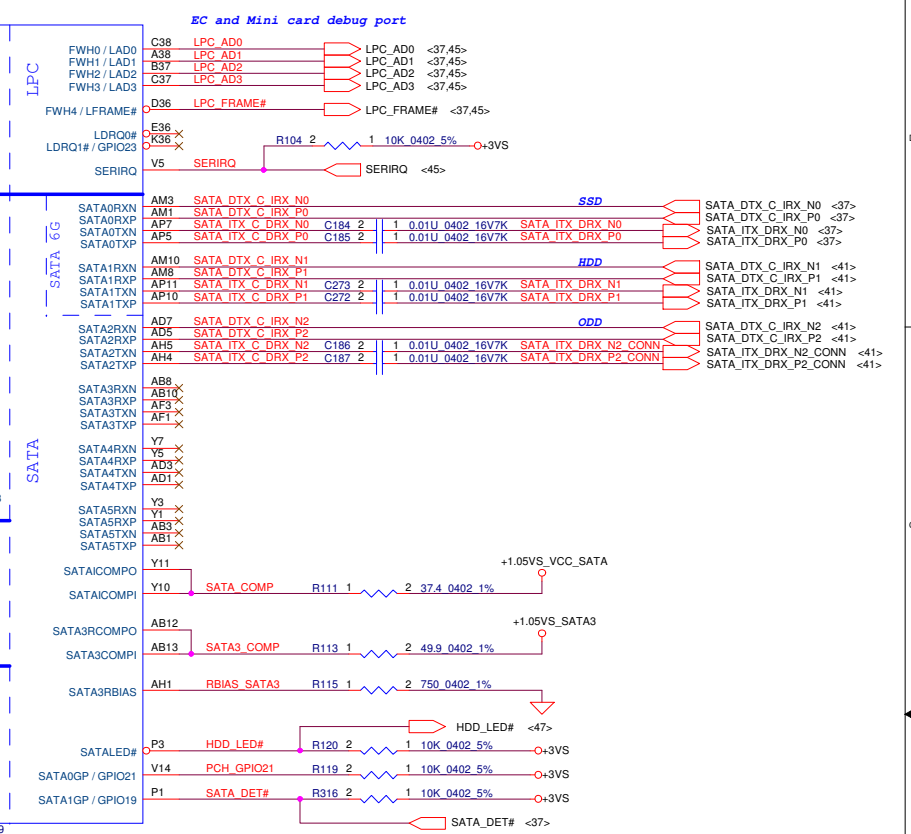 EC and Mini card debug port
LPC
FWH0 / LAD0 C38 LPC_AD0 LPC_AD0 <37,45>
FWH1 / LAD1 A38 LPC_AD1 LPC_AD1 <37,45>
FWH2 / LAD2 B37 LPC_AD2 LPC_AD2 <37,45>
FWH3 / LAD3 C37 LPC_AD3 LPC_AD3 <37,45>
FWH4 / LFRAME# D36 LPC_FRAME# LPC_FRAME# <37,45>
LDRQ0# E36
LDRQ1# / GPIO23 K36 R104 2 1 10K_0402_5% +3VS
SERIRQ V5 SERIRQ SERIRQ <45>
SATA 6G
SSD
SATA0RXN AM3 SATA_DTX_C_IRX_N0 SATA_DTX_C_IRX_N0 <37>
SATA0RXP AM1 SATA_DTX_C_IRX_P0 SATA_DTX_C_IRX_P0 <37>
SATA0TXN AP7 SATA_ITX_C_DRX_N0 C184 2 1 0.01U_0402_16V7K SATA_ITX_DRX_N0 SATA_ITX_DRX_N0 <37>
SATA0TXP AP5 SATA_ITX_C_DRX_P0 C185 2 1 0.01U_0402_16V7K SATA_ITX_DRX_P0 SATA_ITX_DRX_P0 <37>
HDD
SATA1RXN AM10 SATA_DTX_C_IRX_N1 SATA_DTX_C_IRX_N1 <41>
SATA1RXP AM8 SATA_DTX_C_IRX_P1 SATA_DTX_C_IRX_P1 <41>
SATA1TXN AP11 SATA_ITX_C_DRX_N1 C273 2 1 0.01U_0402_16V7K SATA_ITX_DRX_N1 SATA_ITX_DRX_N1 <41>
SATA1TXP AP10 SATA_ITX_C_DRX_P1 C272 2 1 0.01U_0402_16V7K SATA_ITX_DRX_P1 SATA_ITX_DRX_P1 <41>
ODD
SATA2RXN AD7 SATA_DTX_C_IRX_N2 SATA_DTX_C_IRX_N2 <41>
SATA2RXP AD5 SATA_DTX_C_IRX_P2 SATA_DTX_C_IRX_P2 <41>
SATA2TXN AH5 SATA_ITX_C_DRX_N2 C186 2 1 0.01U_0402_16V7K SATA_ITX_DRX_N2_CONN SATA_ITX_DRX_N2_CONN <41>
SATA2TXP AH4 SATA_ITX_C_DRX_P2 C187 2 1 0.01U_0402_16V7K SATA_ITX_DRX_P2_CONN SATA_ITX_DRX_P2_CONN <41>
SATA
SATA3RXN AB8
SATA3RXP AB10
SATA3TXN AF3
SATA3TXP AF1
SATA4RXN Y7
SATA4RXP Y5
SATA4TXN AD3
SATA4TXP AD1
SATA5RXN Y3
SATA5RXP Y1
SATA5TXN AB3
SATA5TXP AB1
+1.05VS_VCC_SATA
SATAICOMPO Y11
SATAICOMPI Y10 SATA_COMP R111 1 2 37.4_0402_1%
+1.05VS_SATA3
SATA3RCOMPO AB12
SATA3COMPI AB13 SATA3_COMP R113 1 2 49.9_0402_1%
SATA3RBIAS AH1 RBIAS_SATA3 R115 1 2 750_0402_1%
HDD_LED# <47>
SATALED# P3 HDD_LED# R120 2 1 10K_0402_5% +3VS
SATA0GP / GPIO21 V14 PCH_GPIO21 R119 2 1 10K_0402_5% +3VS
SATA1GP / GPIO19 P1 SATA_DET# R316 2 1 10K_0402_5% +3VS
SATA_DET# <37>